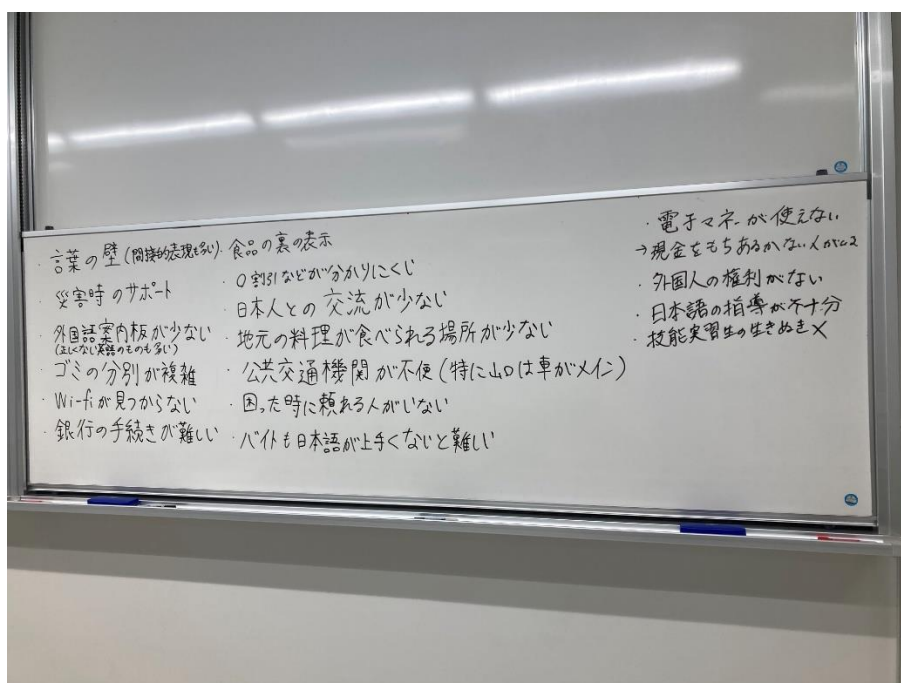 ・言葉の壁(間接的表現も多い)
・災害時のサポート
・外国語案内板が少ない
(正しくない英語のものも多い)
・ゴミの分別が複雑
・Wi-fiが見つからない
・銀行の手続きが難しい
・食品の裏の表示
・○割引などが分かりにくい
・日本人との交流が少ない
・地元の料理が食べられる場所が少ない
・公共交通機関が不便(特に山口は車がメイン)
・困った時に頼れる人がいない
・バイトも日本語が上手くないと難しい
・電子マネーが使えない
→現金をもちあるかない人が
・外国人の権利がない
・日本語の指導が不十分
・技能実習生の生きぬき×